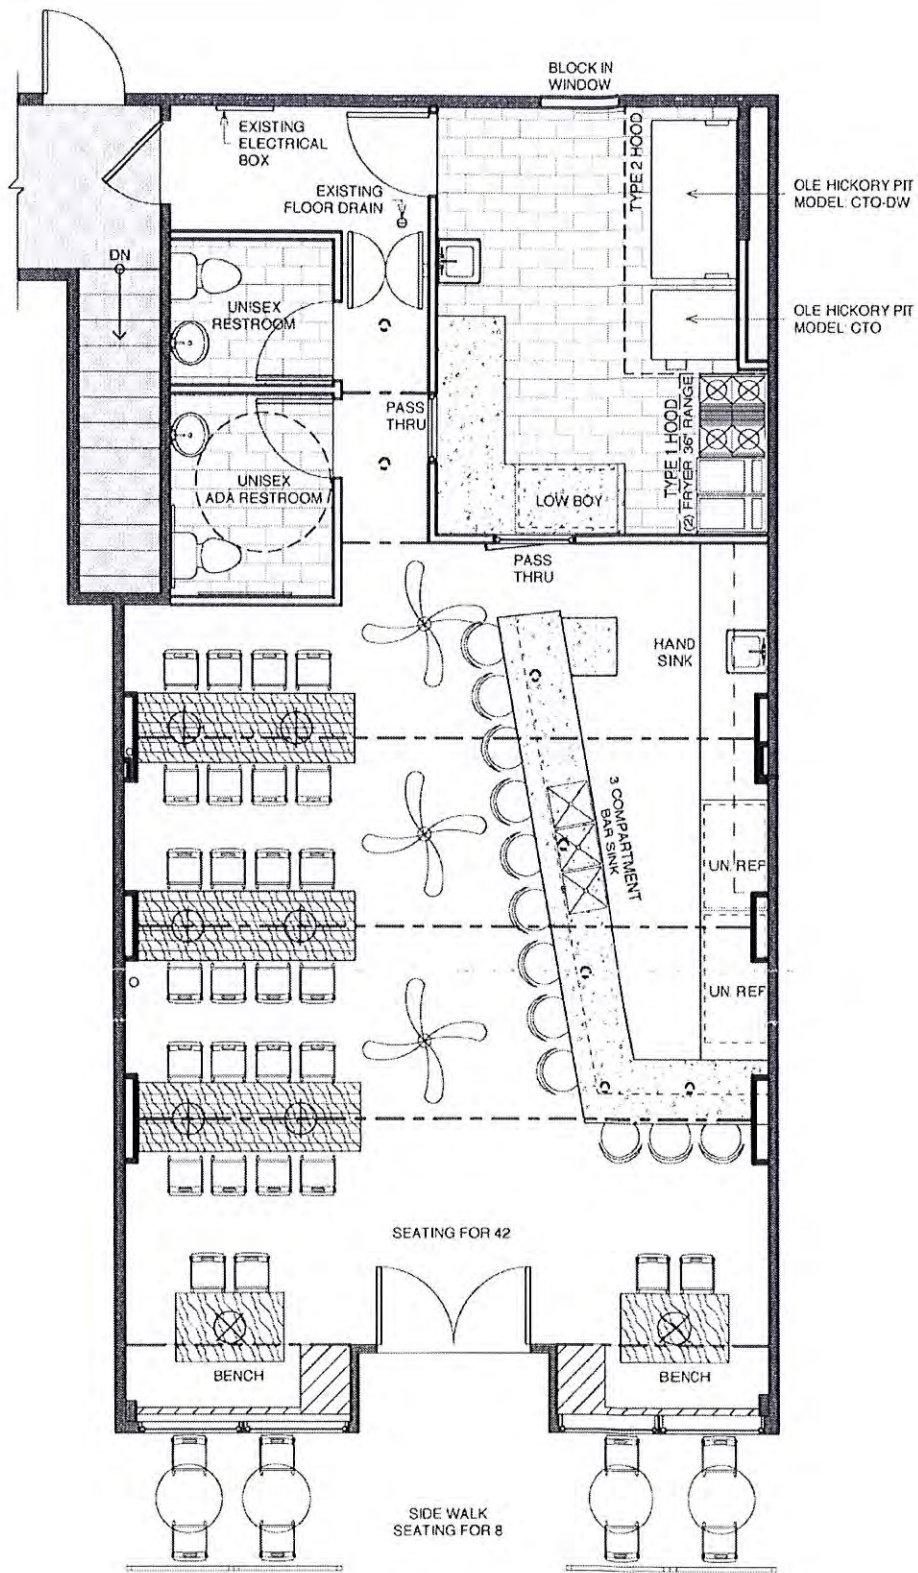 BLOCK IN
WINDOW
EXISTING
ELECTRICAL
BOX
TYPE 2 HOOD
EXISTING
FLOOR DRAIN
OLE HICKORY PIT
MODEL: CTO-DW
DN
UNISEX
RESTROOM
OLE HICKORY PIT
MODEL: CTO
PASS
THRU
TYPE 1 HOOD
(2) FRYER 36" RANGE
UNISEX
ADA RESTROOM
LOW BOY
PASS
THRU
HAND
SINK
3 COMPARTMENT
BAR SINK
UN. REF
UN. REF
SEATING FOR 42
BENCH
BENCH
SIDE WALK
SEATING FOR 8